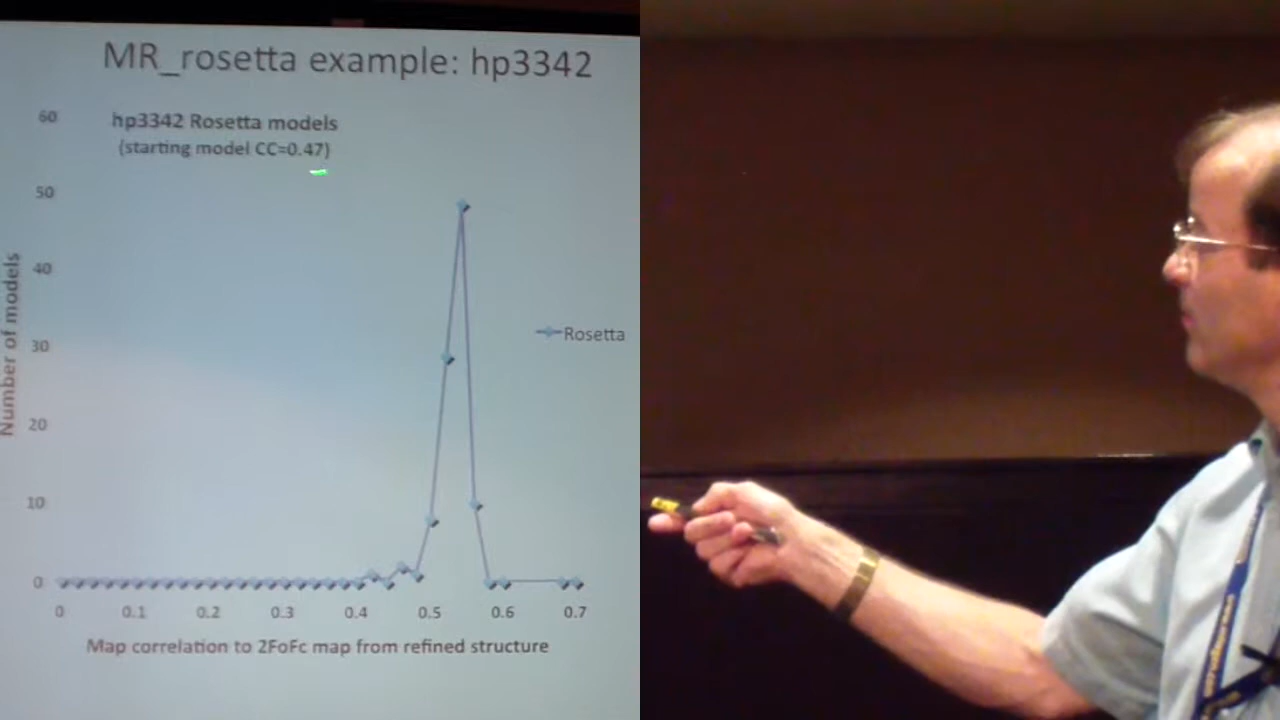 MR_rosetta example: hp3342
hp3342 Rosetta models
(starting model CC=0.47)
60
50
40
30
20
10
0
Number of models
Rosetta
0 0.1 0.2 0.3 0.4 0.5 0.6 0.7
Map correlation to 2FoFc map from refined structure